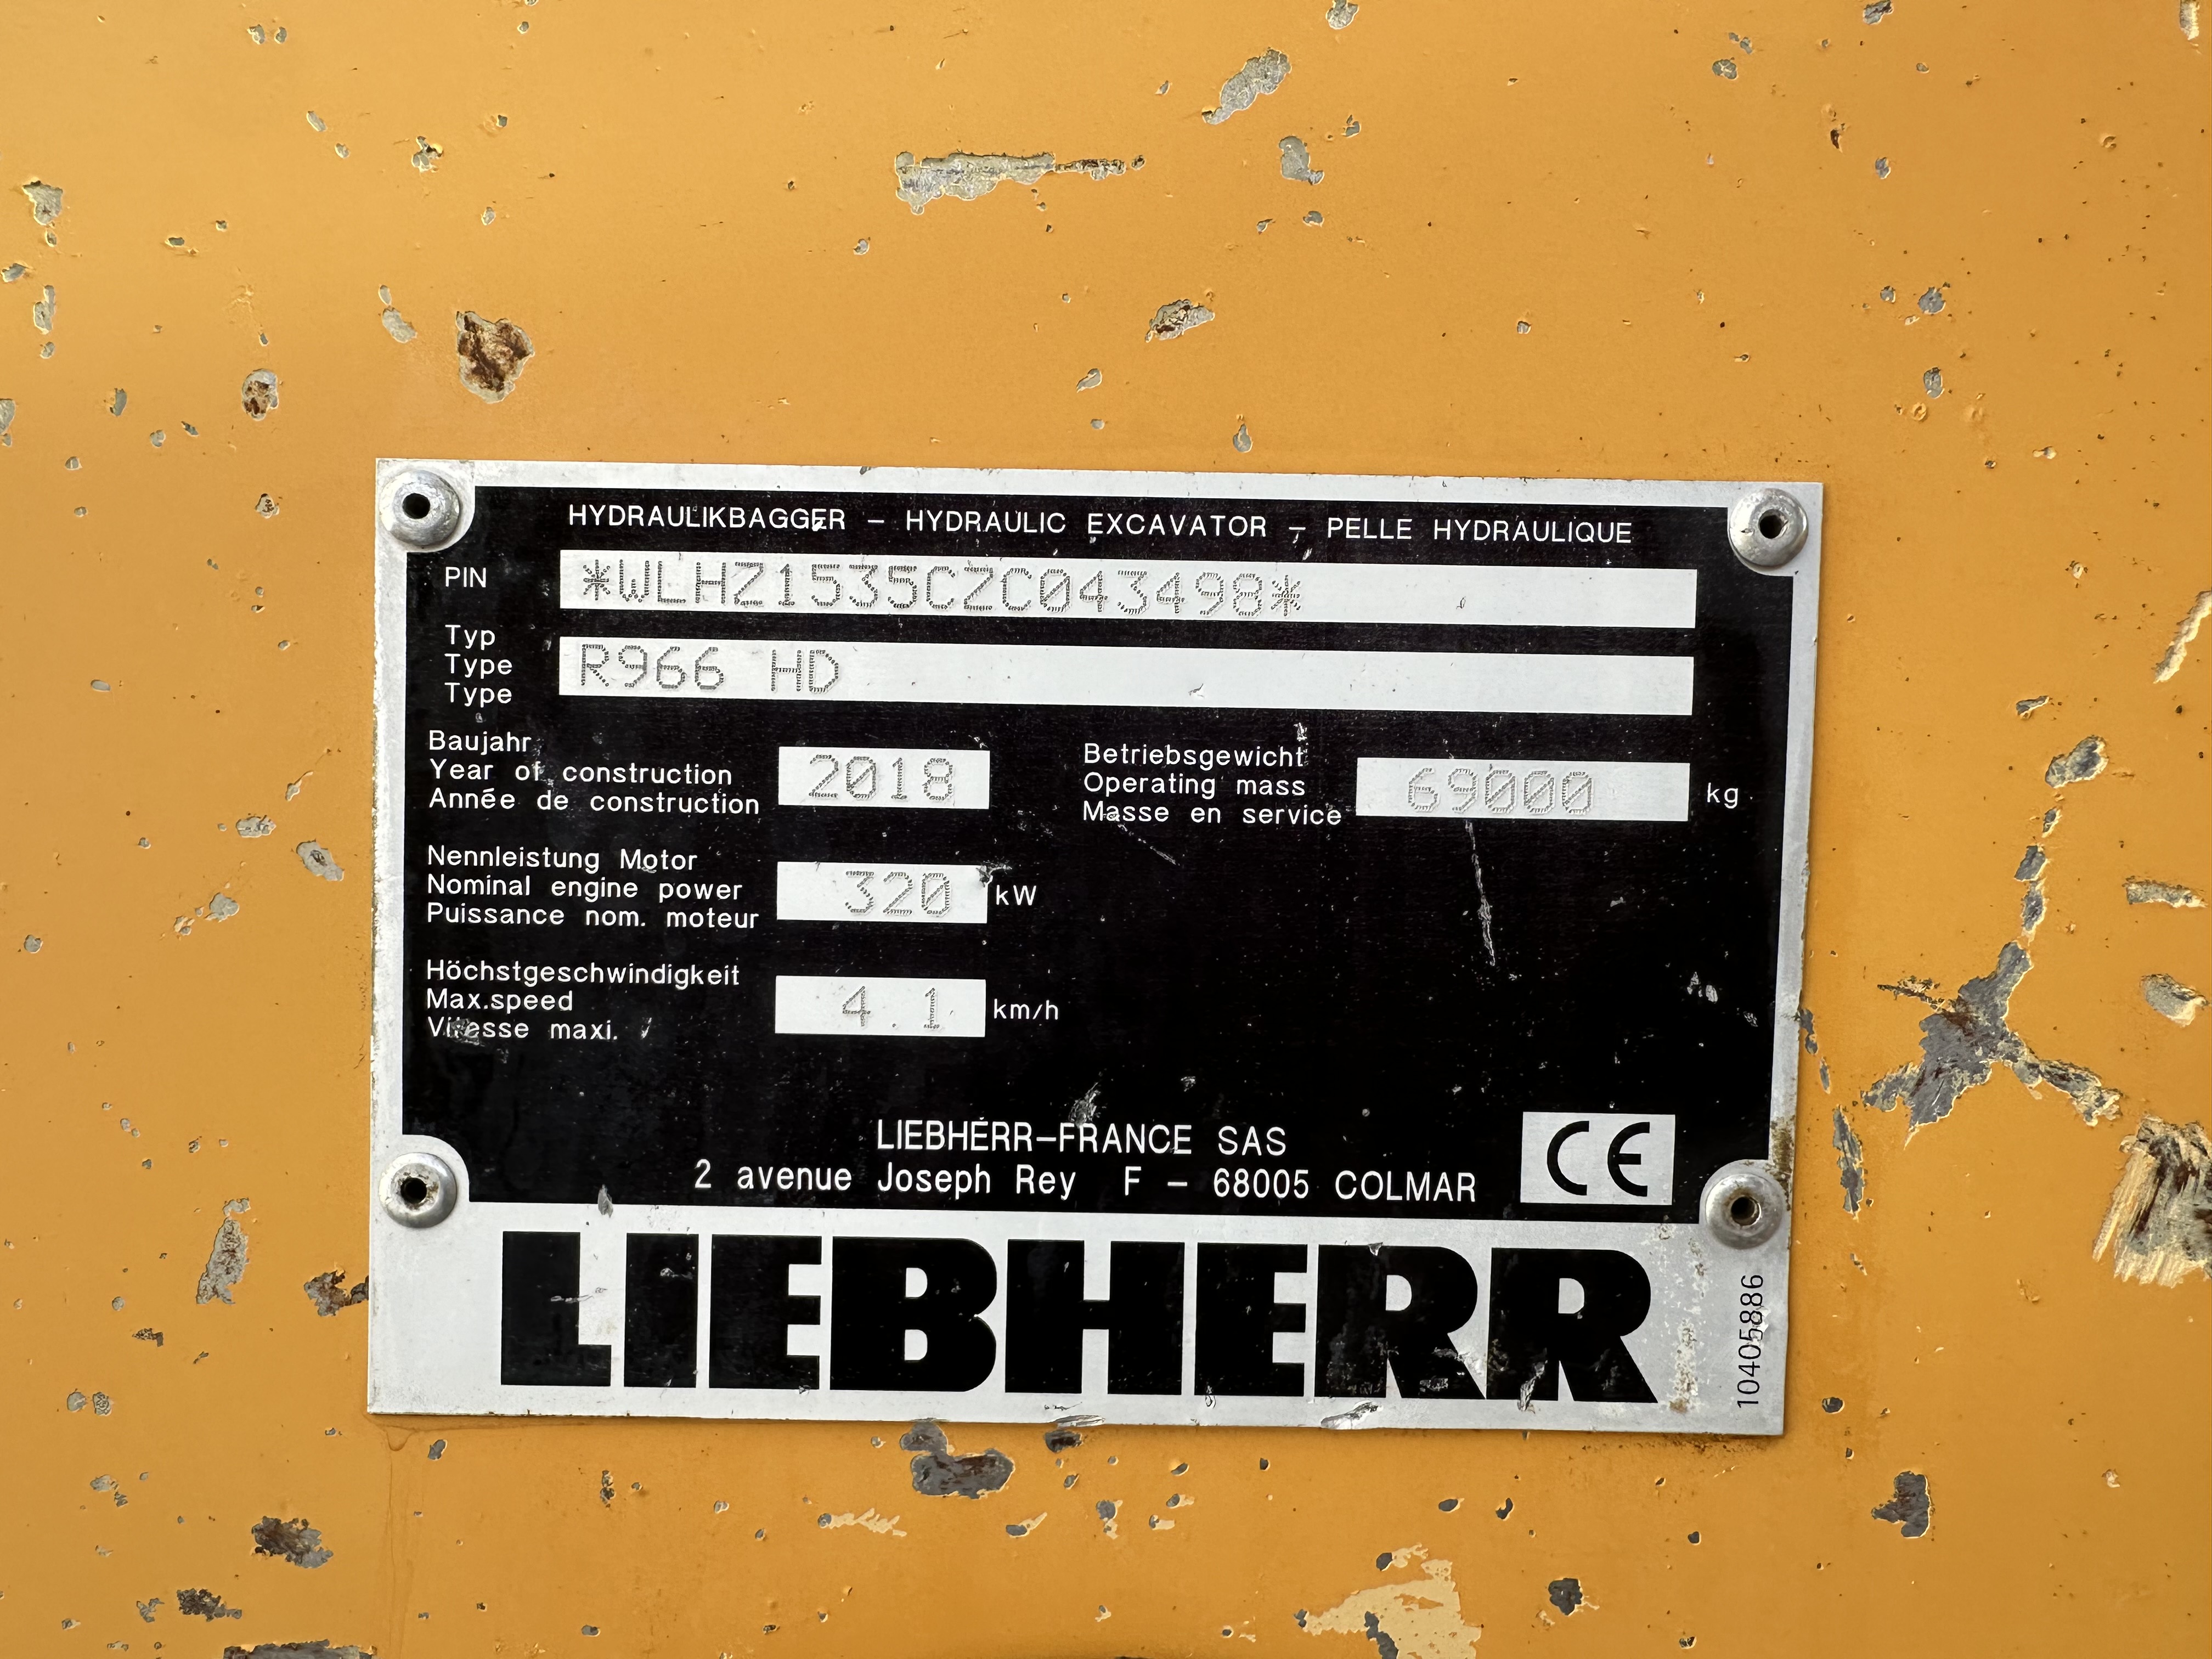 HYDRAULIKBAGGER – HYDRAULIC EXCAVATOR – PELLE HYDRAULIQUE
PIN *WLHZ1535CZC043498*
Typ
Type R966 HD
Type
Baujahr
Year of construction 2018
Année de construction
Betriebsgewicht
Operating mass 69000 kg
Masse en service
Nennleistung Motor
Nominal engine power 320 kW
Puissance nom. moteur
Höchstgeschwindigkeit
Max.speed 4.1 km/h
Vitesse maxi.
LIEBHERR–FRANCE SAS
2 avenue Joseph Rey F – 68005 COLMAR
CE
LIEBHERR
10405886